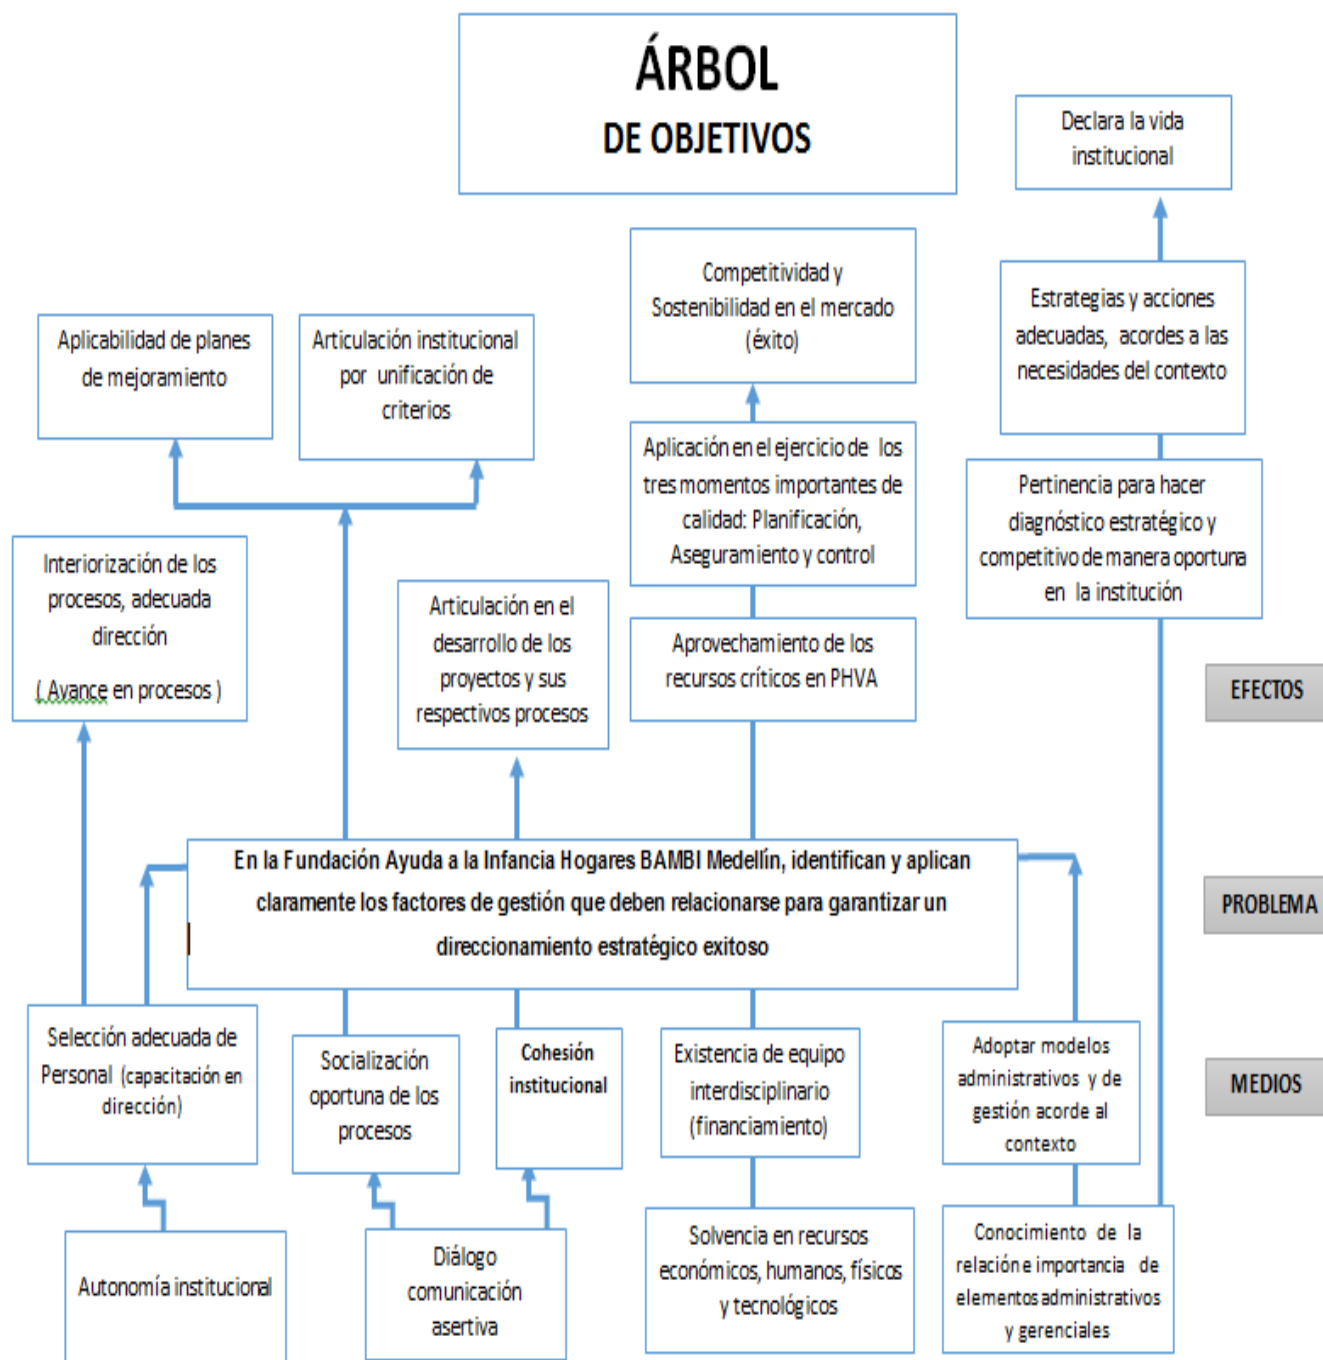 ÁRBOL
DE OBJETIVOS
Declara la vida
institucional
Competitividad y
Sostenibilidad en el mercado
(éxito)
Estrategias y acciones
adecuadas, acordes a las
necesidades del contexto
Aplicabilidad de planes
de mejoramiento
Articulación institucional
por unificación de
criterios
Aplicación en el ejercicio de los
tres momentos importantes de
calidad: Planificación,
Aseguramiento y control
Pertinencia para hacer
diagnóstico estratégico y
competitivo de manera oportuna
en la institución
Interiorización de los
procesos, adecuada
dirección
( Avance en procesos )
Articulación en el
desarrollo de los
proyectos y sus
respectivos procesos
Aprovechamiento de los
recursos críticos en PHVA
EFECTOS
En la Fundación Ayuda a la Infancia Hogares BAMBI Medellín, identifican y aplican
claramente los factores de gestión que deben relacionarse para garantizar un
direccionamiento estratégico exitoso
PROBLEMA
Selección adecuada de
Personal (capacitación en
dirección)
Socialización
oportuna de los
procesos
Cohesión
institucional
Existencia de equipo
interdisciplinario
(financiamiento)
Adoptar modelos
administrativos y de
gestión acorde al
contexto
MEDIOS
Autonomía institucional
Diálogo
comunicación
asertiva
Solvencia en recursos
económicos, humanos, físicos
y tecnológicos
Conocimiento de la
relación e importancia de
elementos administrativos
y gerenciales